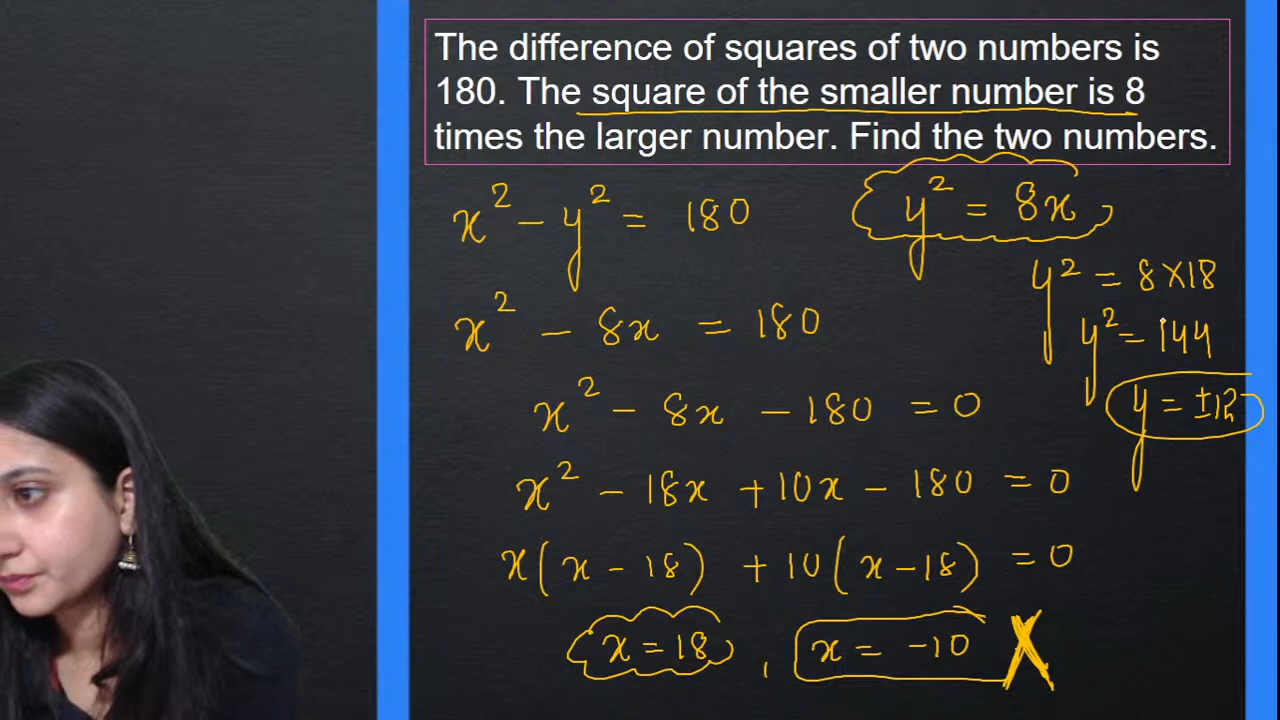 The difference of squares of two numbers is
180. The square of the smaller number is 8
times the larger number. Find the two numbers.
x² - y² = 180
y² = 8x
y² = 8×18
x² - 8x = 180
y² = 144
x² - 8x - 180 = 0
y = ±12
x² - 18x + 10x - 180 = 0
x(x - 18) + 10(x - 18) = 0
x = 18 , x = -10 X